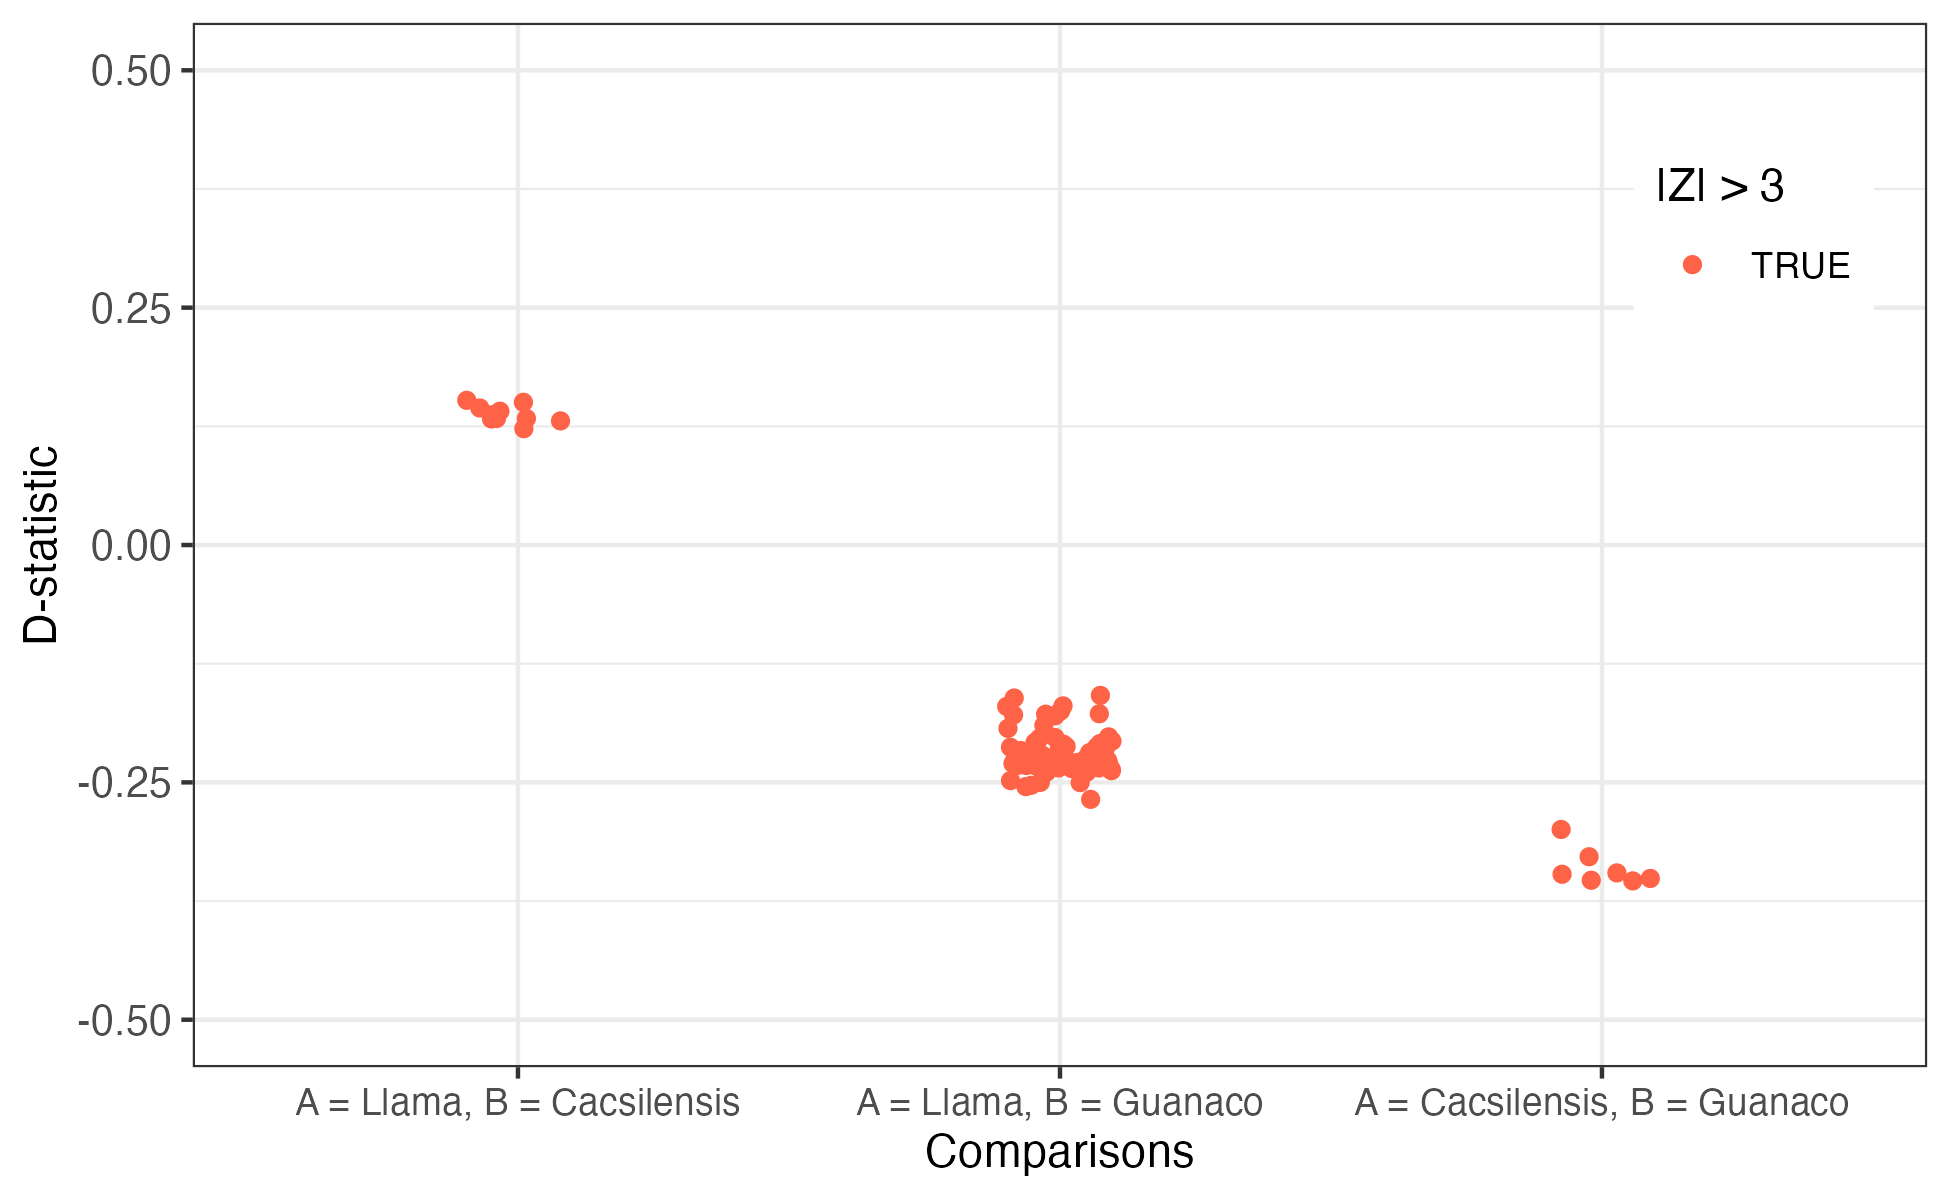 0.50
0.25
0.00
-0.25
-0.50
D-statistic
|Z| > 3
TRUE
A = Llama, B = Cacsilensis
A = Llama, B = Guanaco
A = Cacsilensis, B = Guanaco
Comparisons